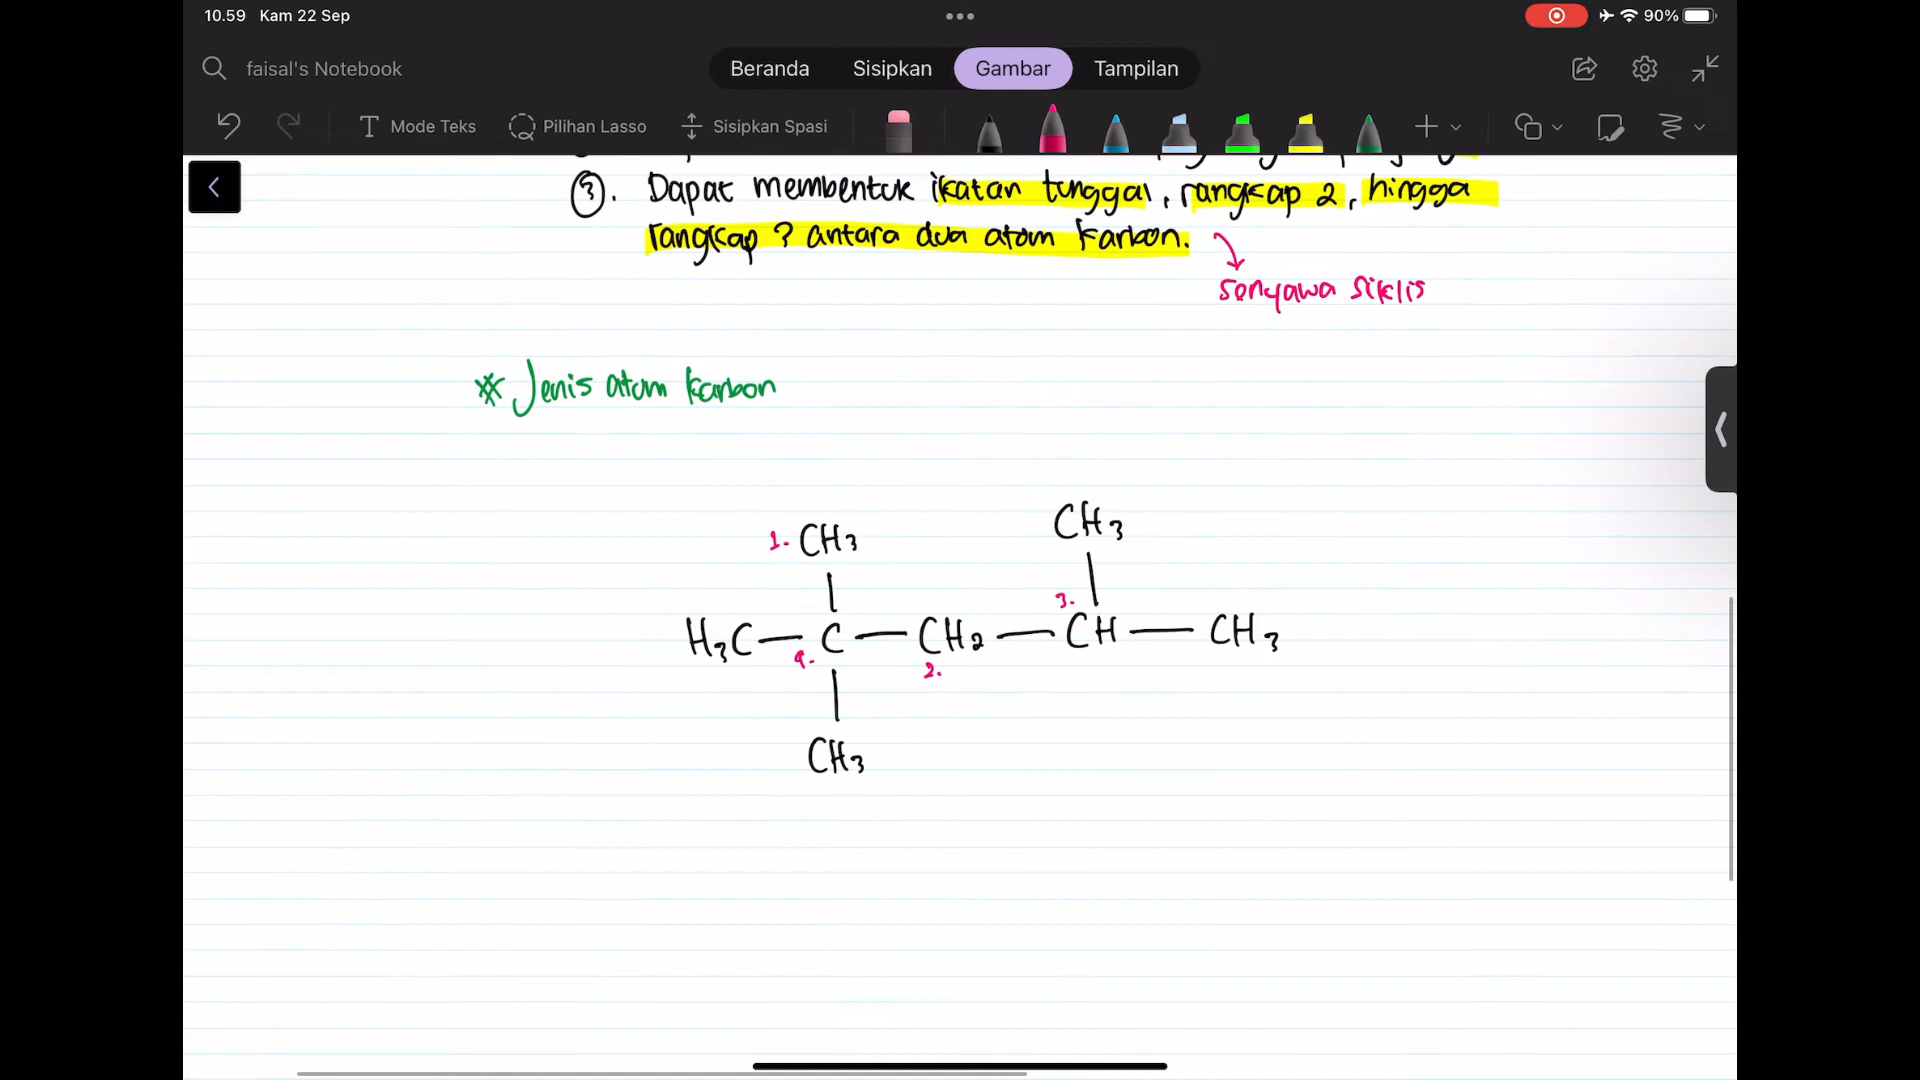 10.59 Kam 22 Sep
90%
faisal's Notebook
Beranda Sisipkan Gambar Tampilan
Mode Teks Pilihan Lasso Sisipkan Spasi
3. Dapat membentuk ikatan tunggal, rangkap 2, hingga
rangkap 3 antara dua atom karbon.
senyawa siklis
* Jenis atom karbon
CH3
1. CH3
3.
H3C — C — CH2 — CH — CH3
4. 2.
CH3